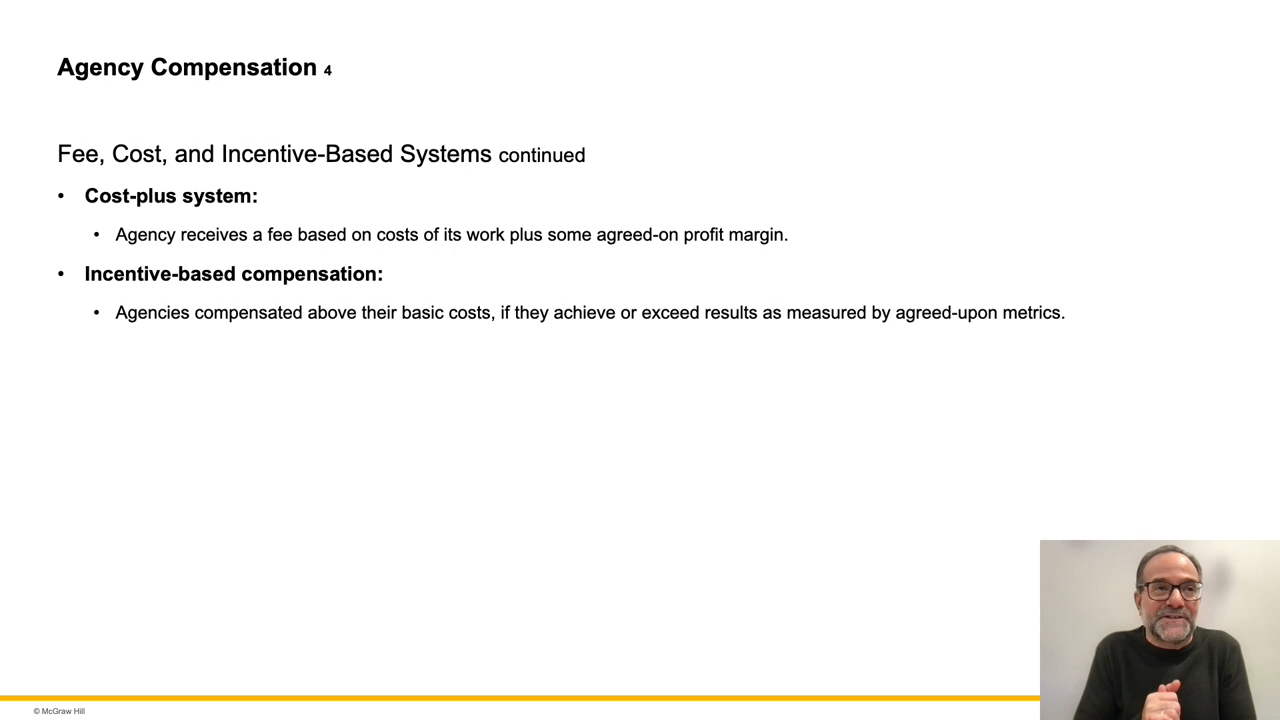 Agency Compensation 4
Fee, Cost, and Incentive-Based Systems continued
• Cost-plus system:
• Agency receives a fee based on costs of its work plus some agreed-on profit margin.
• Incentive-based compensation:
• Agencies compensated above their basic costs, if they achieve or exceed results as measured by agreed-upon metrics.
© McGraw Hill